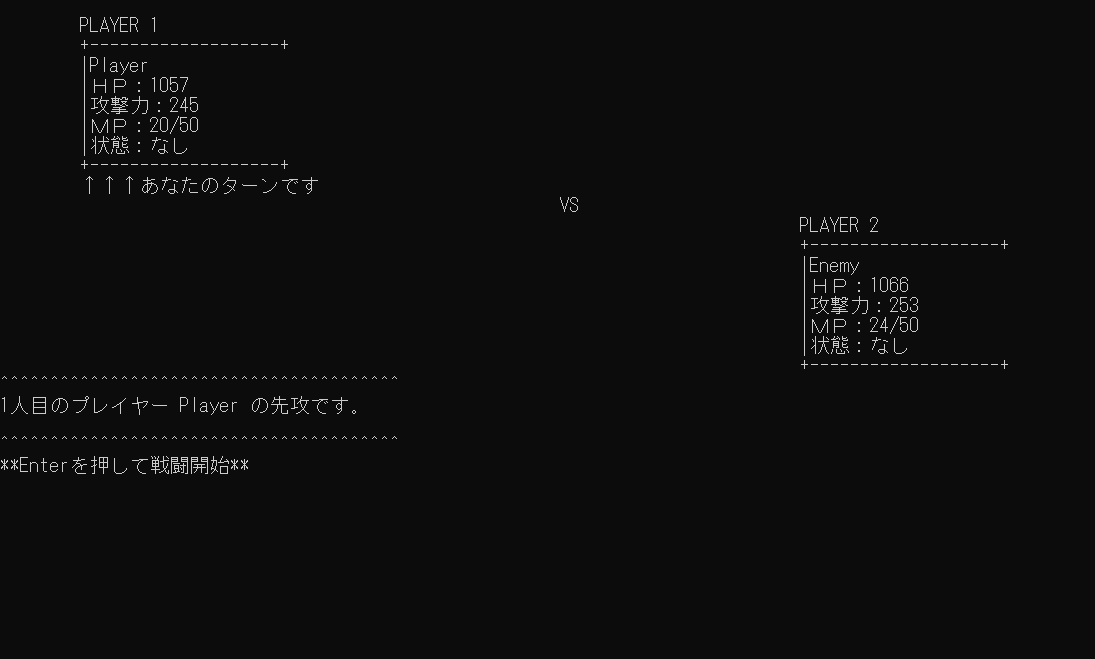 PLAYER 1
+-------------------+
|Player
|HP：1057
|攻撃力：245
|MP：20/50
|状態：なし
+-------------------+
↑↑↑あなたのターンです
VS
PLAYER 2
+-------------------+
|Enemy
|HP：1066
|攻撃力：253
|MP：24/50
|状態：なし
+-------------------+
^^^^^^^^^^^^^^^^^^^^^^^^^^^^^^^^^^^^^^^^
1人目のプレイヤー Player の先攻です。
^^^^^^^^^^^^^^^^^^^^^^^^^^^^^^^^^^^^^^^^
**Enterを押して戦闘開始**